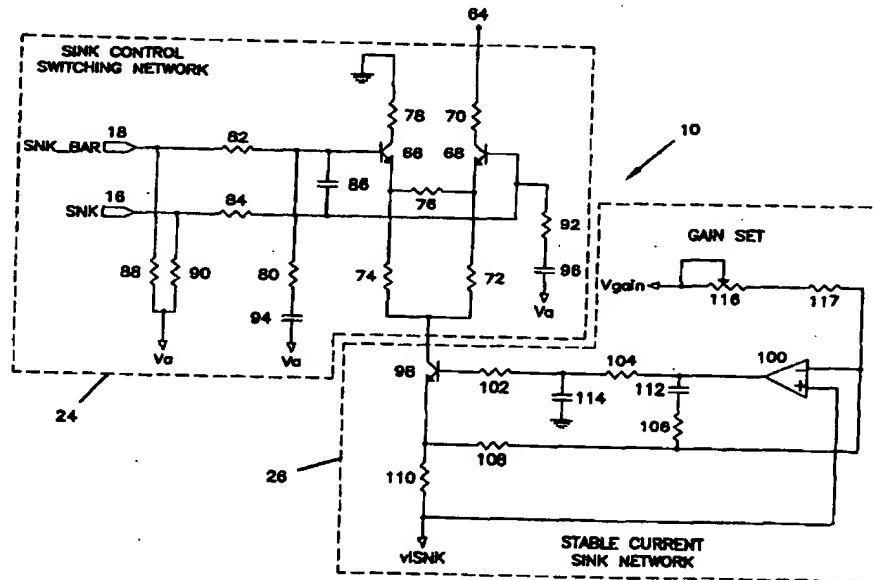 64
SINK CONTROL
SWITCHING NETWORK
78
70
10
18
82
SNK_BAR
66
68
86
16
84
76
SNK
92
GAIN SET
88
90
80
74
72
96
Vgain
116
117
94
Va
Va
Va
98
102
104
100
114
112
24
106
108
26
110
vISNK
STABLE CURRENT
SINK NETWORK